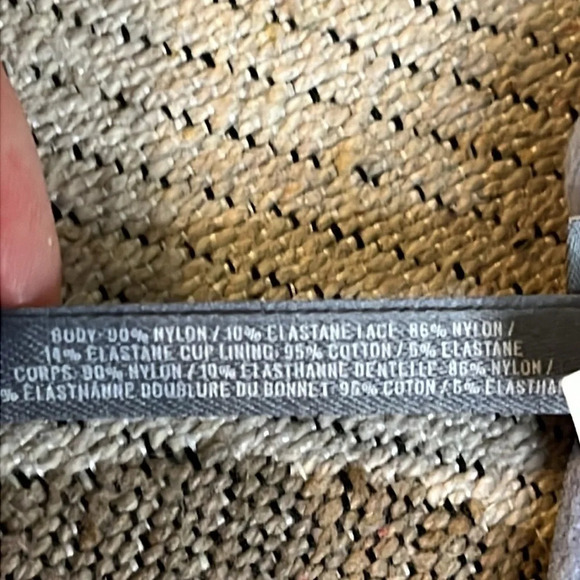 BODY: 90% NYLON / 10% ELASTANE LACE: 86% NYLON /
14% ELASTANE CUP LINING: 95% COTTON / 5% ELASTANE
CORPS: 90% NYLON / 10% ELASTHANNE DENTELLE: 86% NYLON /
% ELASTHANNE DOUBLURE DU BONNET: 95% COTON / 5% ELASTHA